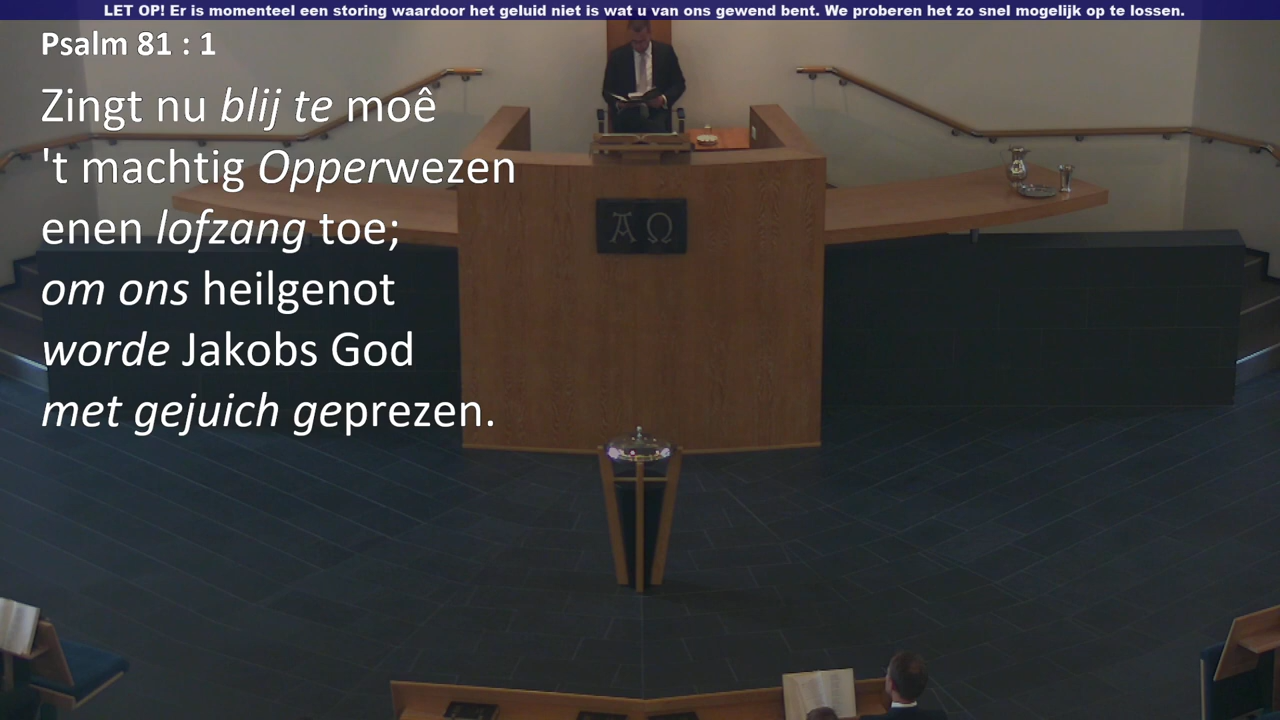 LET OP! Er is momenteel een storing waardoor het geluid niet is wat u van ons gewend bent. We proberen het zo snel mogelijk op te lossen.
Psalm 81 : 1
Zingt nu blij te moê
't machtig Opperwezen
enen lofzang toe;
om ons heilgenot
worde Jakobs God
met gejuich geprezen.
Α Ω